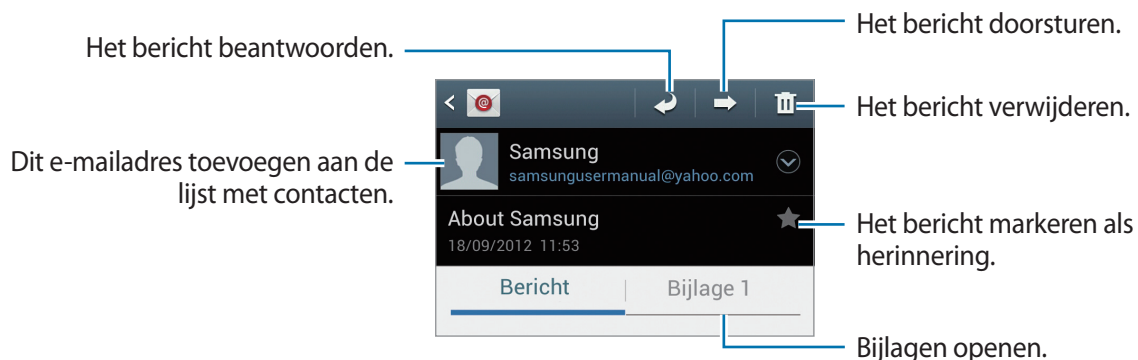 Het bericht doorsturen.
Het bericht beantwoorden.
Het bericht verwijderen.
@
Samsung
samsungusermanual@yahoo.com
Dit e-mailadres toevoegen aan de
lijst met contacten.
About Samsung
18/09/2012 11:53
Het bericht markeren als
herinnering.
Bericht
Bijlage 1
Bijlagen openen.